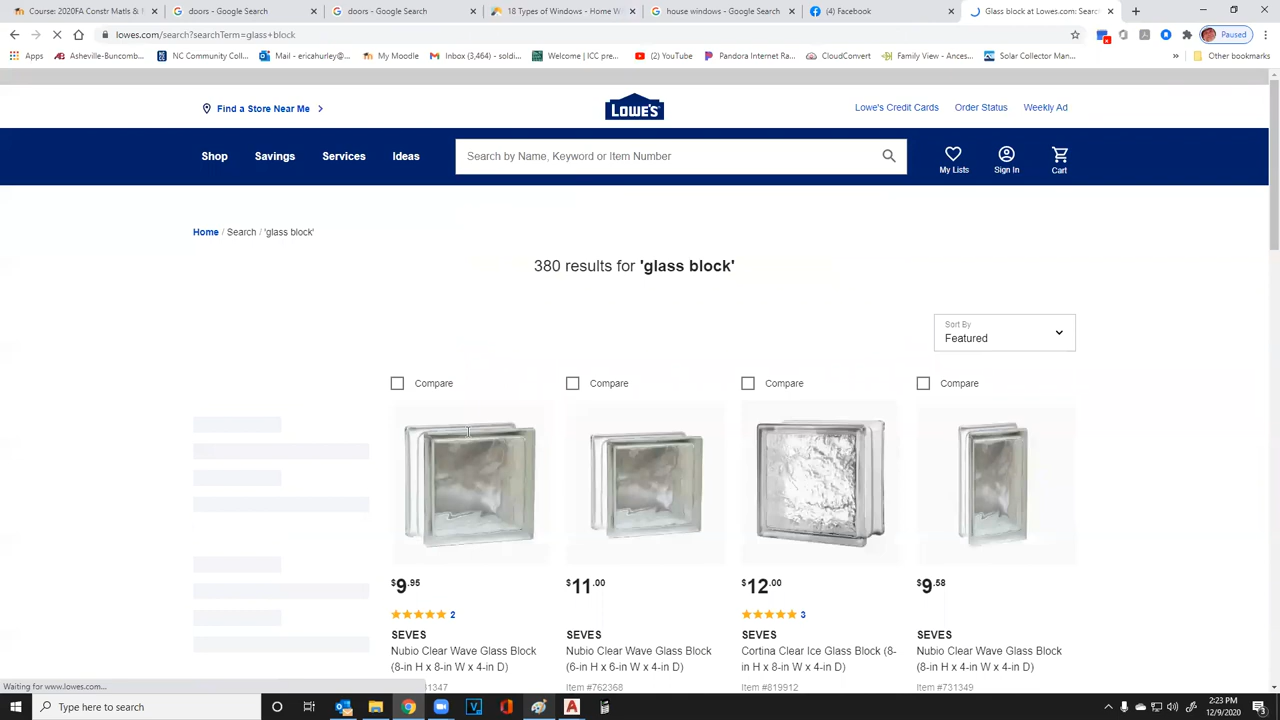 Course: 2020FA Constr Matls &
doors - Google Search
doors - Google Search
18 Types of Windows - Home W
house windows - Google Search
(4) Facebook
Glass block at Lowes.com: Searc
lowes.com/search?searchTerm=glass+block
Paused
Apps
Asheville-Buncomb...
NC Community Coll...
Mail - ericahurley@...
My Moodle
Inbox (3,464) - soldi...
Welcome | ICC pre...
(2) YouTube
Pandora Internet Ra...
CloudConvert
Family View - Ances...
Solar Collector Man...
»
Other bookmarks
Find a Store Near Me
LOWE'S
Lowe's Credit Cards
Order Status
Weekly Ad
Shop
Savings
Services
Ideas
Search by Name, Keyword or Item Number
My Lists
Sign In
Cart
Home / Search / 'glass block'
380 results for 'glass block'
Sort By
Featured
Compare
Compare
Compare
Compare
$9.95
$11.00
$12.00
$9.58
2
3
SEVES
SEVES
SEVES
SEVES
Nubio Clear Wave Glass Block
(8-in H x 8-in W x 4-in D)
Nubio Clear Wave Glass Block
(6-in H x 6-in W x 4-in D)
Cortina Clear Ice Glass Block (8-
in H x 8-in W x 4-in D)
Nubio Clear Wave Glass Block
(8-in H x 4-in W x 4-in D)
Item #762368
Item #819912
Item #731349
Waiting for www.lowes.com...
Type here to search
2:23 PM
12/9/2020